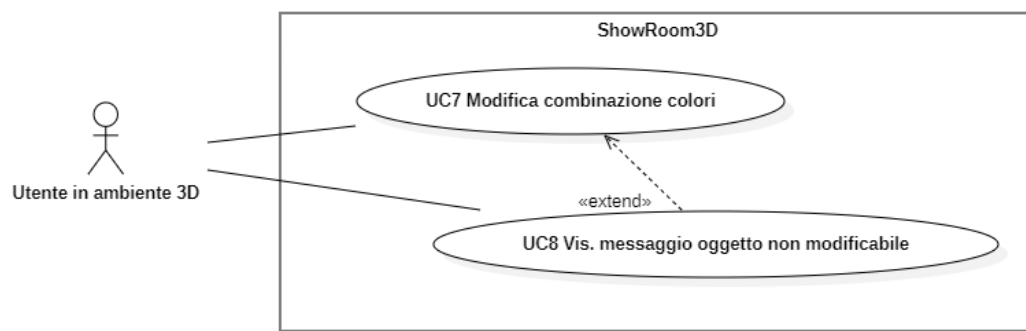 ShowRoom3D
UC7 Modifica combinazione colori
Utente in ambiente 3D
«extend»
UC8 Vis. messaggio oggetto non modificabile